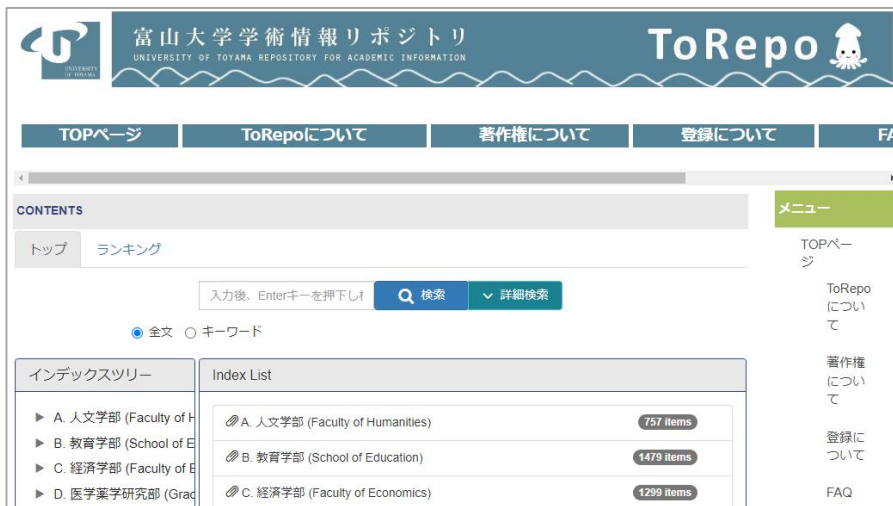 富山大学学術情報リポジトリ
UNIVERSITY OF TOYAMA REPOSITORY FOR ACADEMIC INFORMATION
ToRepo
UNIVERSITY
OF TOYAMA
TOPページ
ToRepoについて
著作権について
登録について
FA
CONTENTS
トップ
ランキング
入力後、Enterキーを押下し
検索
詳細検索
全文
キーワード
インデックスツリー
A. 人文学部 (Faculty of H
B. 教育学部 (School of E
C. 経済学部 (Faculty of E
D. 医学薬学研究部 (Grad
Index List
A. 人文学部 (Faculty of Humanities)
757 items
B. 教育学部 (School of Education)
1479 items
C. 経済学部 (Faculty of Economics)
1299 items
メニュー
TOPペー
ジ
ToRepo
につい
て
著作権
につい
て
登録に
ついて
FAQ